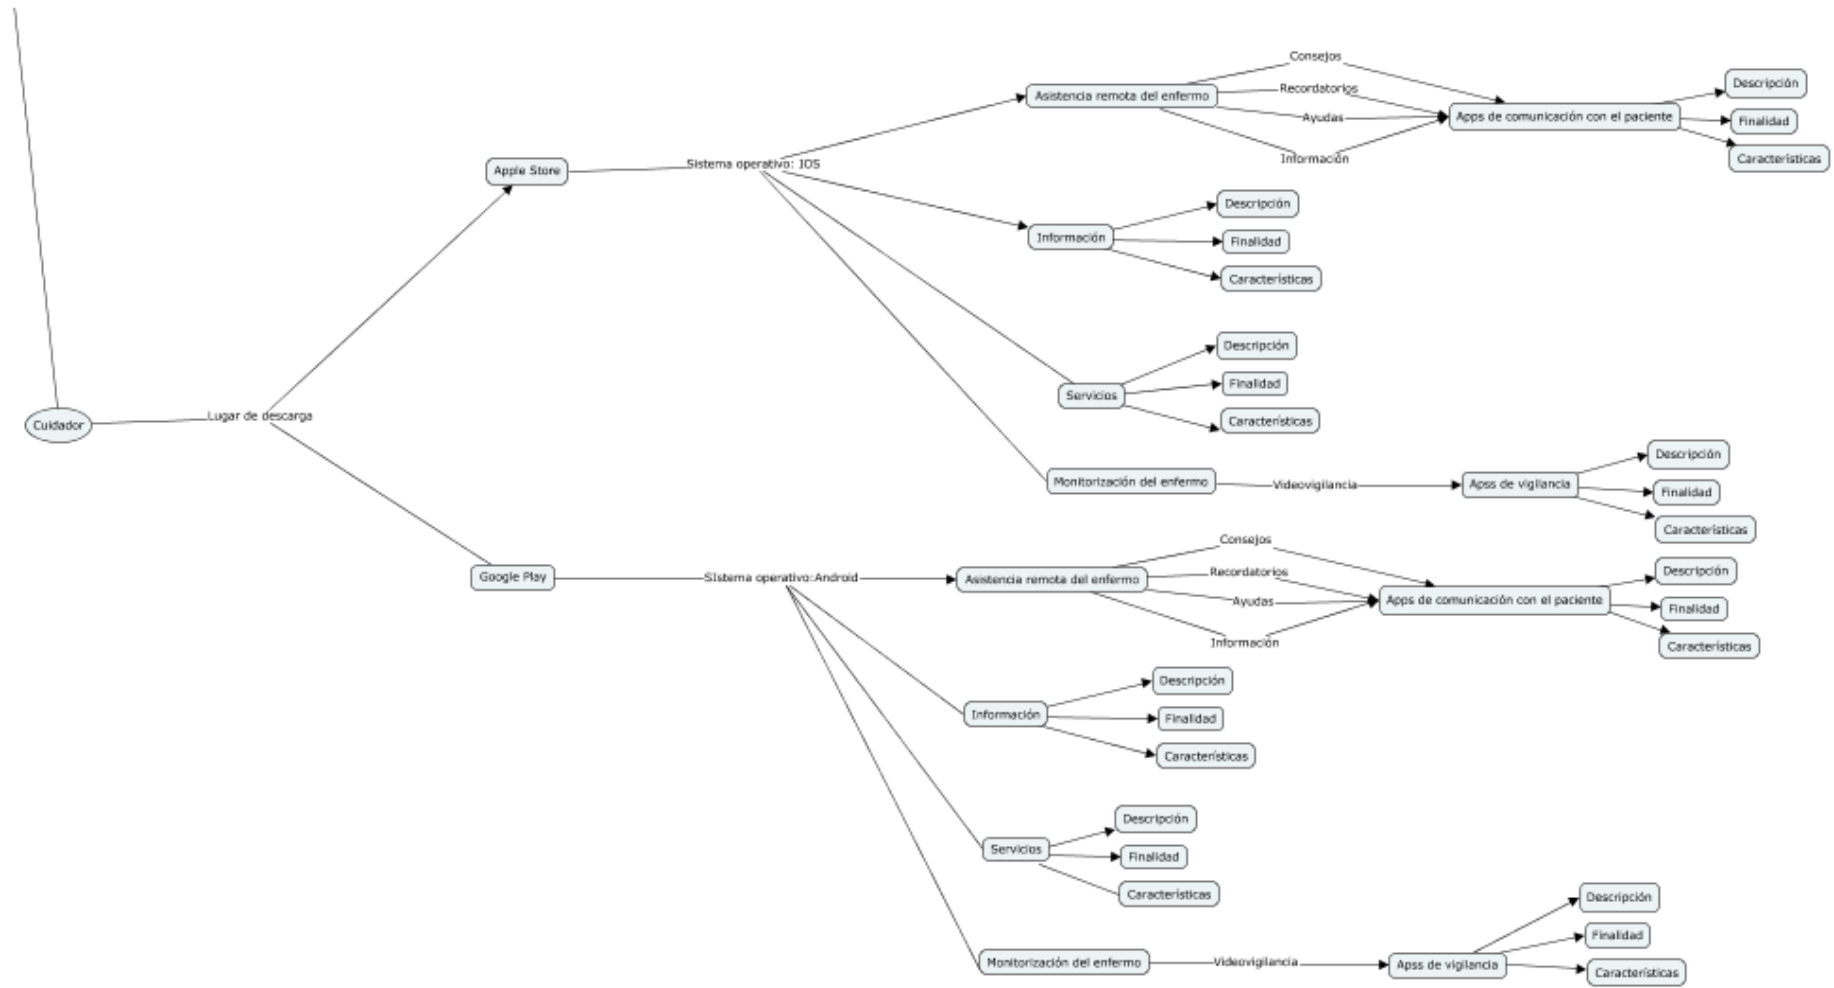 Consejos
Recordatorios
Ayudas
Información
Asistencia remota del enfermo
Apps de comunicación con el paciente
Descripción
Finalidad
Características
Apple Store
Sistema operativo: IOS
Información
Descripción
Finalidad
Características
Servicios
Descripción
Finalidad
Características
Cuidador
Lugar de descarga
Monitorización del enfermo
Videovigilancia
Apss de vigilancia
Descripción
Finalidad
Características
Google Play
SIstema operativo:Android
Asistencia remota del enfermo
Consejos
Recordatorios
Ayudas
Información
Apps de comunicación con el paciente
Descripción
Finalidad
Características
Información
Descripción
Finalidad
Características
Servicios
Descripción
Finalidad
Características
Monitorización del enfermo
Videovigilancia
Apss de vigilancia
Descripción
Finalidad
Características